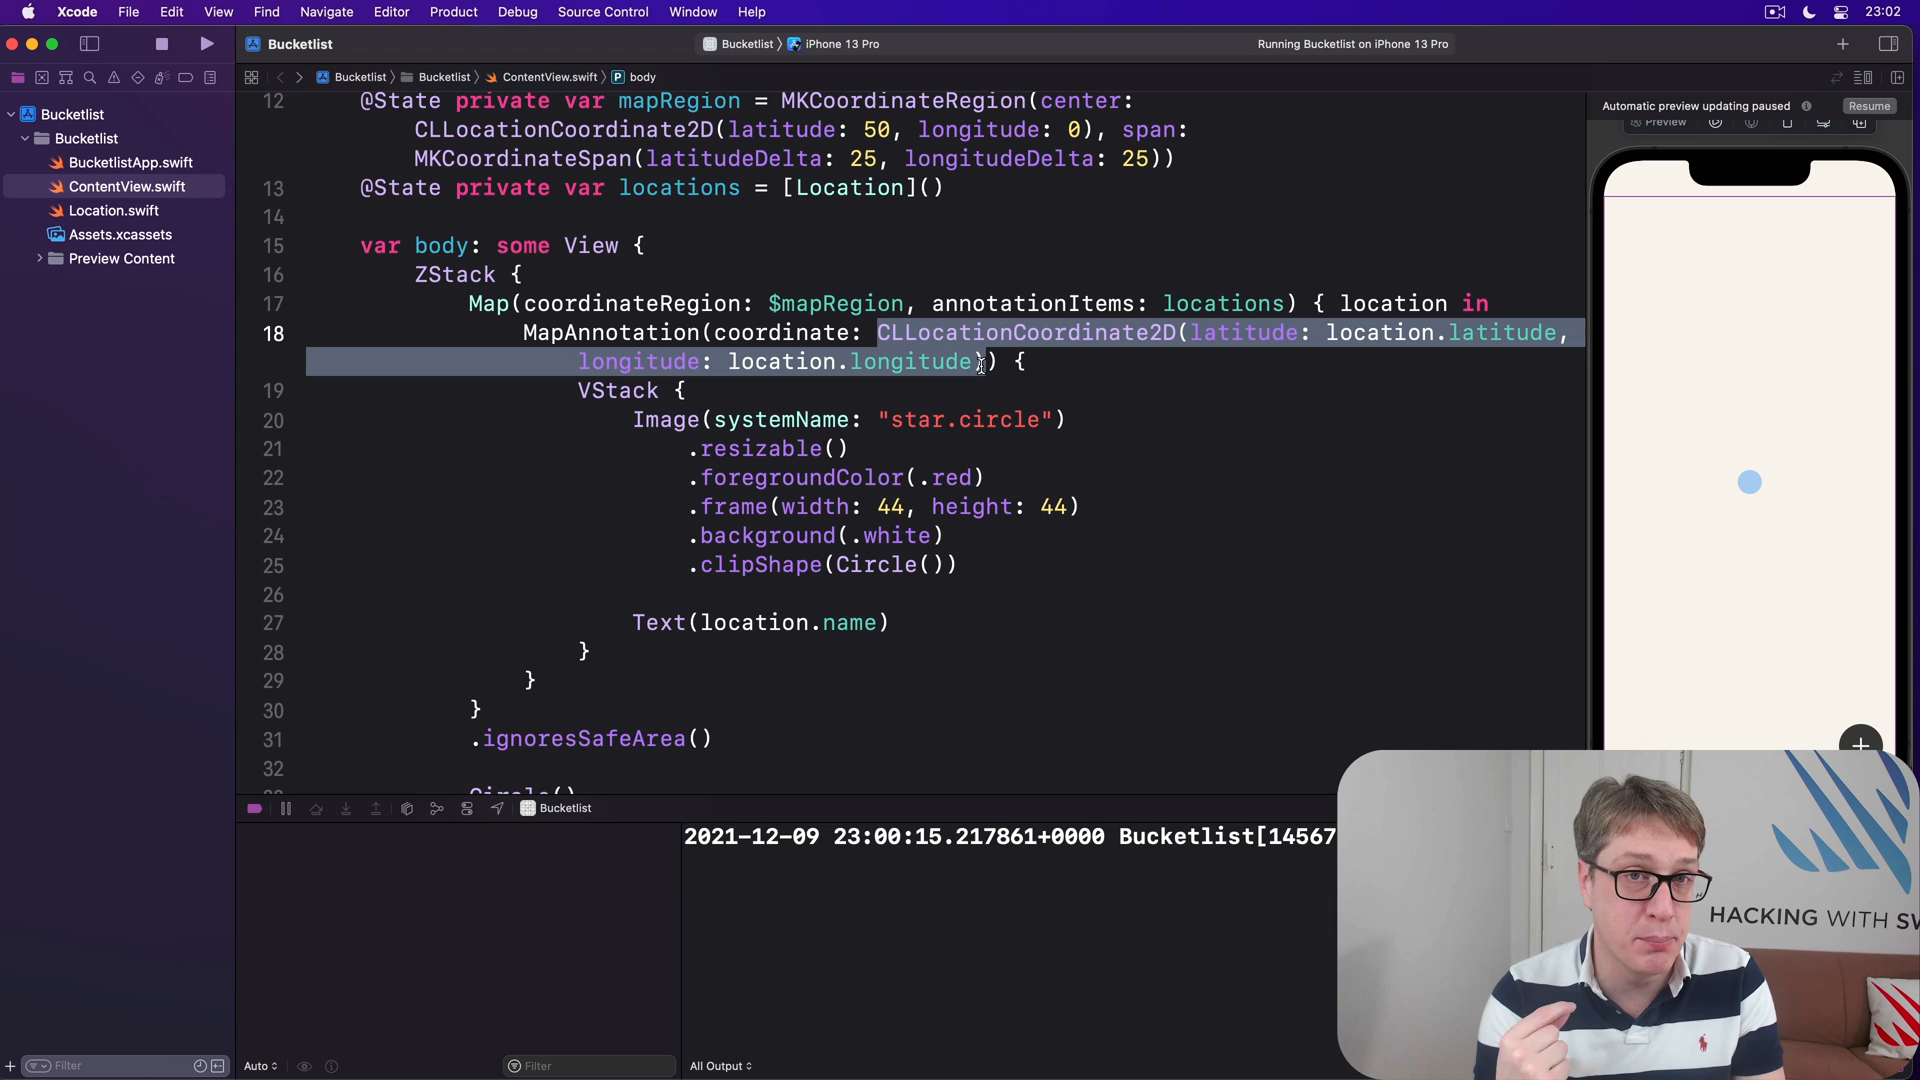 Xcode File Edit View Find Navigate Editor Product Debug Source Control Window Help 23:02
Bucketlist Bucketlist iPhone 13 Pro Running Bucketlist on iPhone 13 Pro
Bucketlist Bucketlist ContentView.swift body
Bucketlist
Bucketlist
BucketlistApp.swift
ContentView.swift
Location.swift
Assets.xcassets
Preview Content
12 @State private var mapRegion = MKCoordinateRegion(center:
CLLocationCoordinate2D(latitude: 50, longitude: 0), span:
MKCoordinateSpan(latitudeDelta: 25, longitudeDelta: 25))
13 @State private var locations = [Location]()
14
15 var body: some View {
16 ZStack {
17 Map(coordinateRegion: $mapRegion, annotationItems: locations) { location in
18 MapAnnotation(coordinate: CLLocationCoordinate2D(latitude: location.latitude,
longitude: location.longitude)) {
19 VStack {
20 Image(systemName: "star.circle")
21 .resizable()
22 .foregroundColor(.red)
23 .frame(width: 44, height: 44)
24 .background(.white)
25 .clipShape(Circle())
26
27 Text(location.name)
28 }
29 }
30 }
31 .ignoresSafeArea()
32
Circle()
Automatic preview updating paused Resume
Preview
Bucketlist
2021-12-09 23:00:15.217861+0000 Bucketlist[14567
HACKING WITH SW
Filter Auto Filter All Output